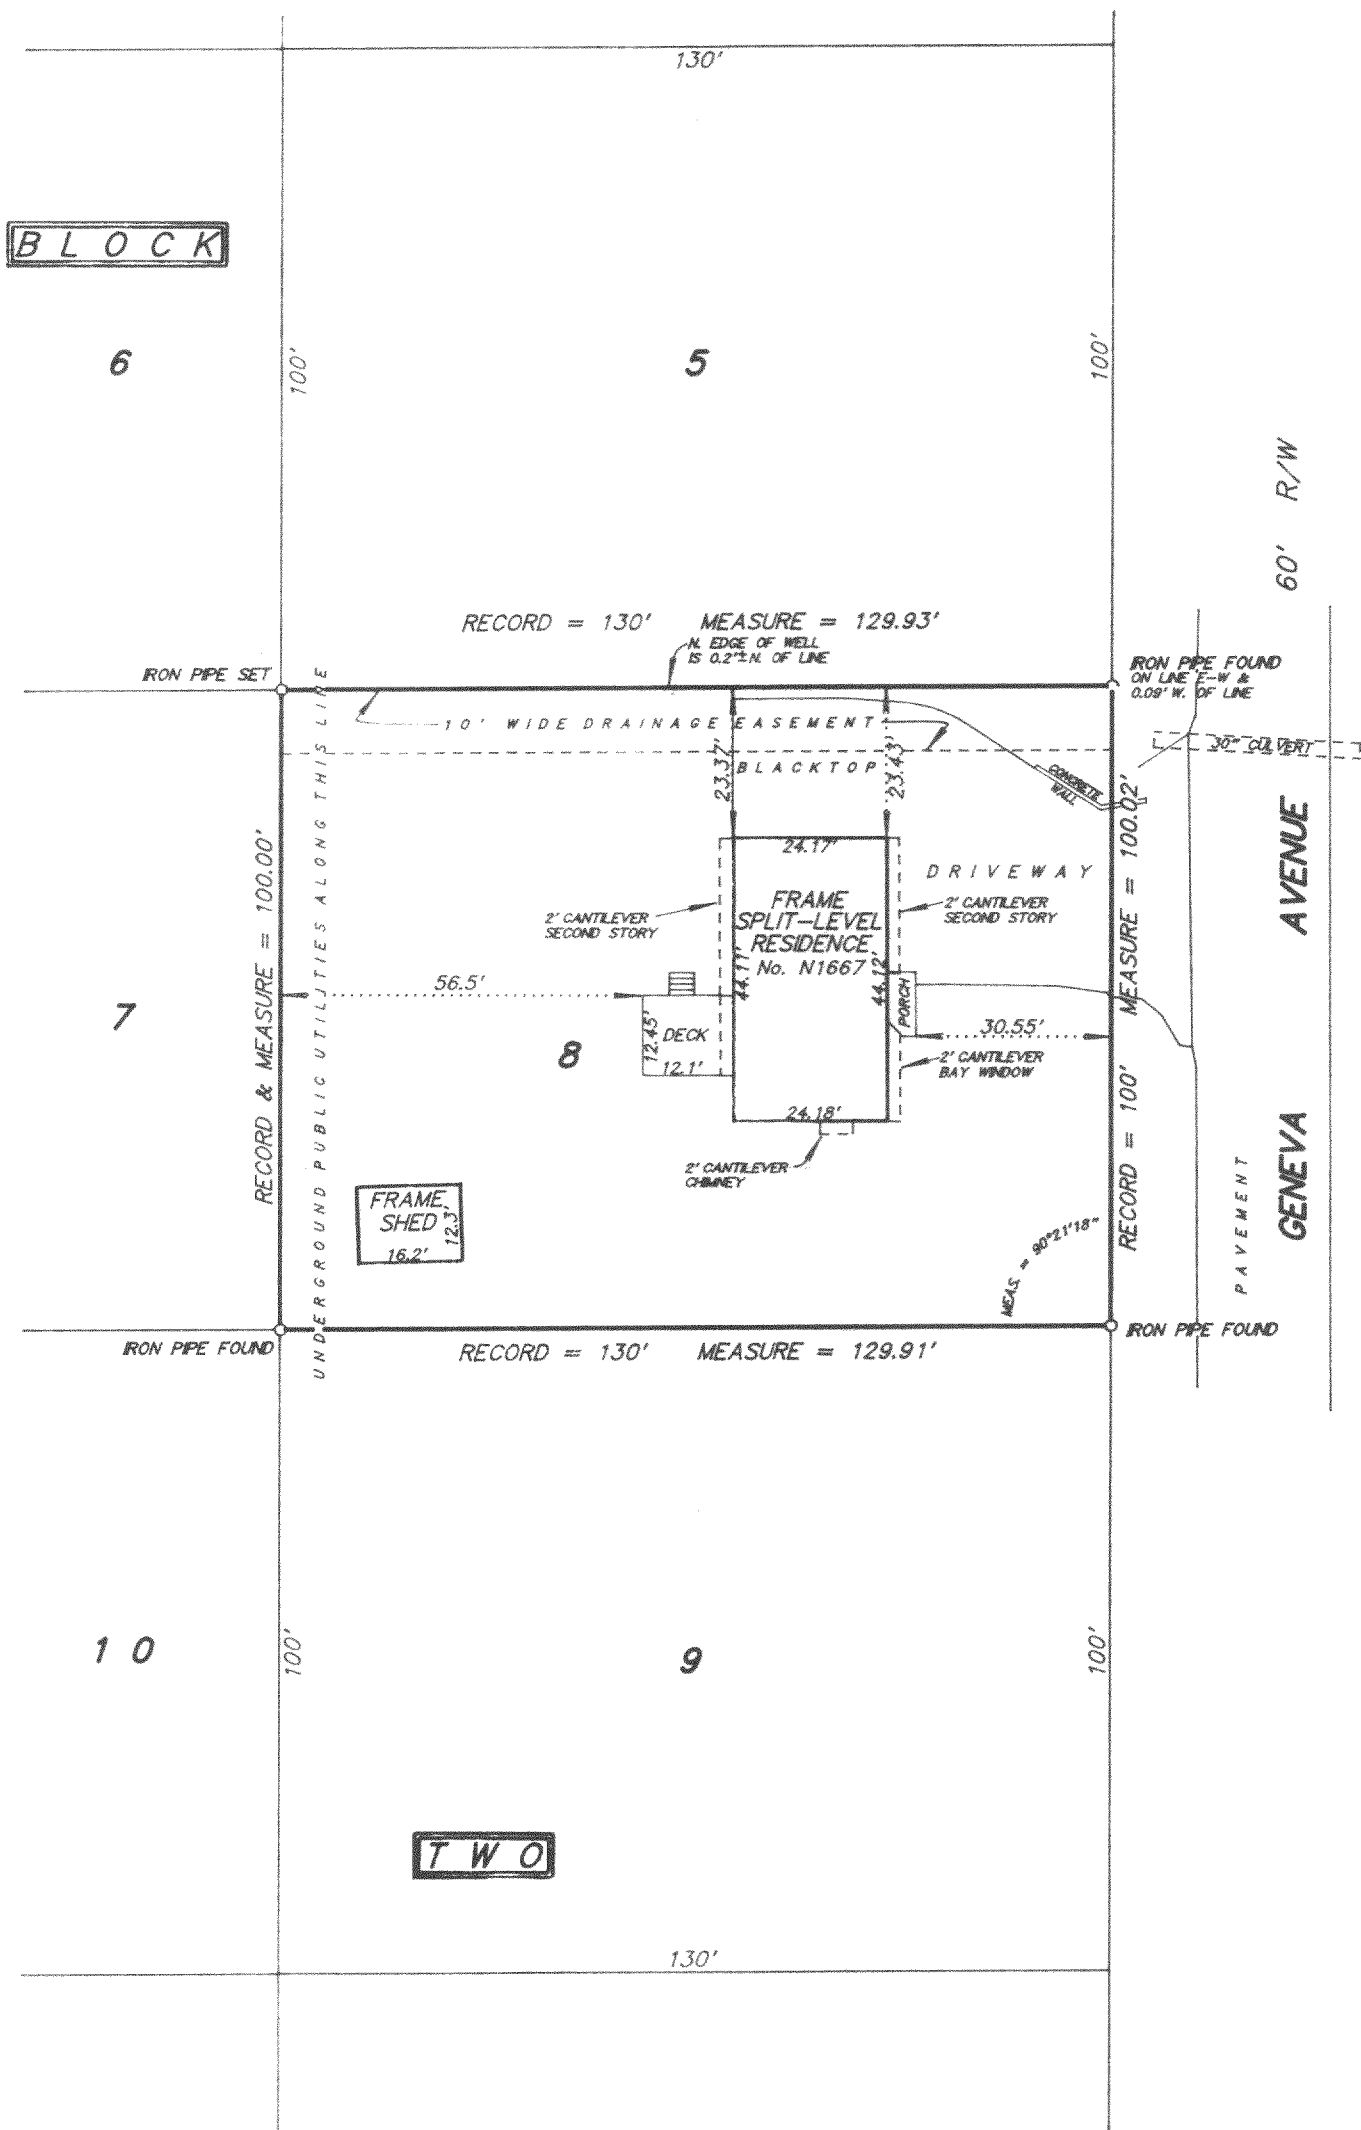 130'
B L O C K
6
100'
5
100'
60' R/W
RECORD = 130' MEASURE = 129.93'
N. EDGE OF WELL
IS 0.2'± N. OF LINE
IRON PIPE SET
IRON PIPE FOUND
ON LINE E-W &
0.09' W. OF LINE
10' WIDE DRAINAGE EASEMENT
30" CULVERT
BLACKTOP
23.37'
23.43'
CONCRETE
WALL
24.17'
DRIVEWAY
FRAME
SPLIT-LEVEL
RESIDENCE
No. N1667
2' CANTILEVER
SECOND STORY
2' CANTILEVER
SECOND STORY
44.11'
44.12'
RECORD & MEASURE = 100.00'
UNDERGROUND PUBLIC UTILITIES ALONG THIS LINE
RECORD = 100' MEASURE = 100.02'
GENEVA AVENUE
PAVEMENT
56.5'
7
8
12.45'
DECK
12.1'
PORCH
30.55'
2' CANTILEVER
BAY WINDOW
24.18'
2' CANTILEVER
CHIMNEY
FRAME
SHED
12.3'
16.2'
MEAS. = 90°21'18"
IRON PIPE FOUND
IRON PIPE FOUND
RECORD = 130' MEASURE = 129.91'
10
100'
9
100'
T W O
130'